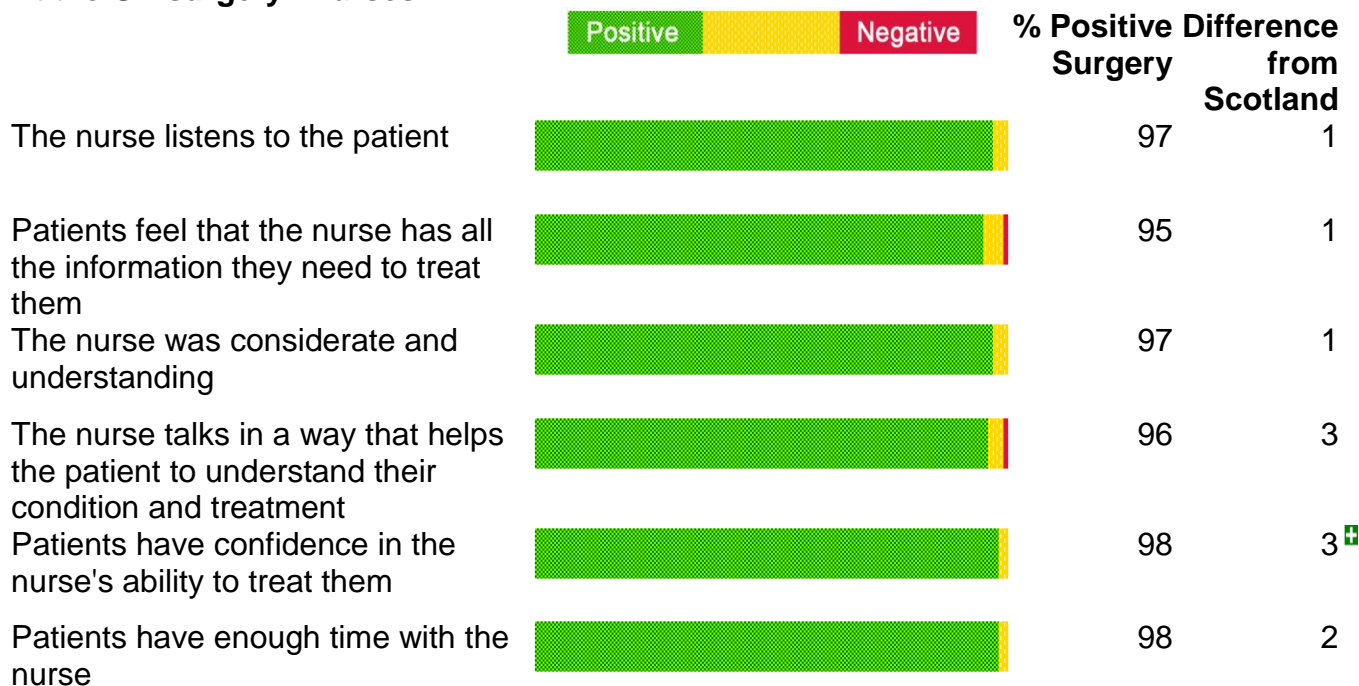 Positive Negative % Positive Difference
Surgery from
Scotland
The nurse listens to the patient 97 1
Patients feel that the nurse has all 95 1
the information they need to treat
them
The nurse was considerate and 97 1
understanding
The nurse talks in a way that helps 96 3
the patient to understand their
condition and treatment
Patients have confidence in the 98 3
nurse's ability to treat them
Patients have enough time with the 98 2
nurse